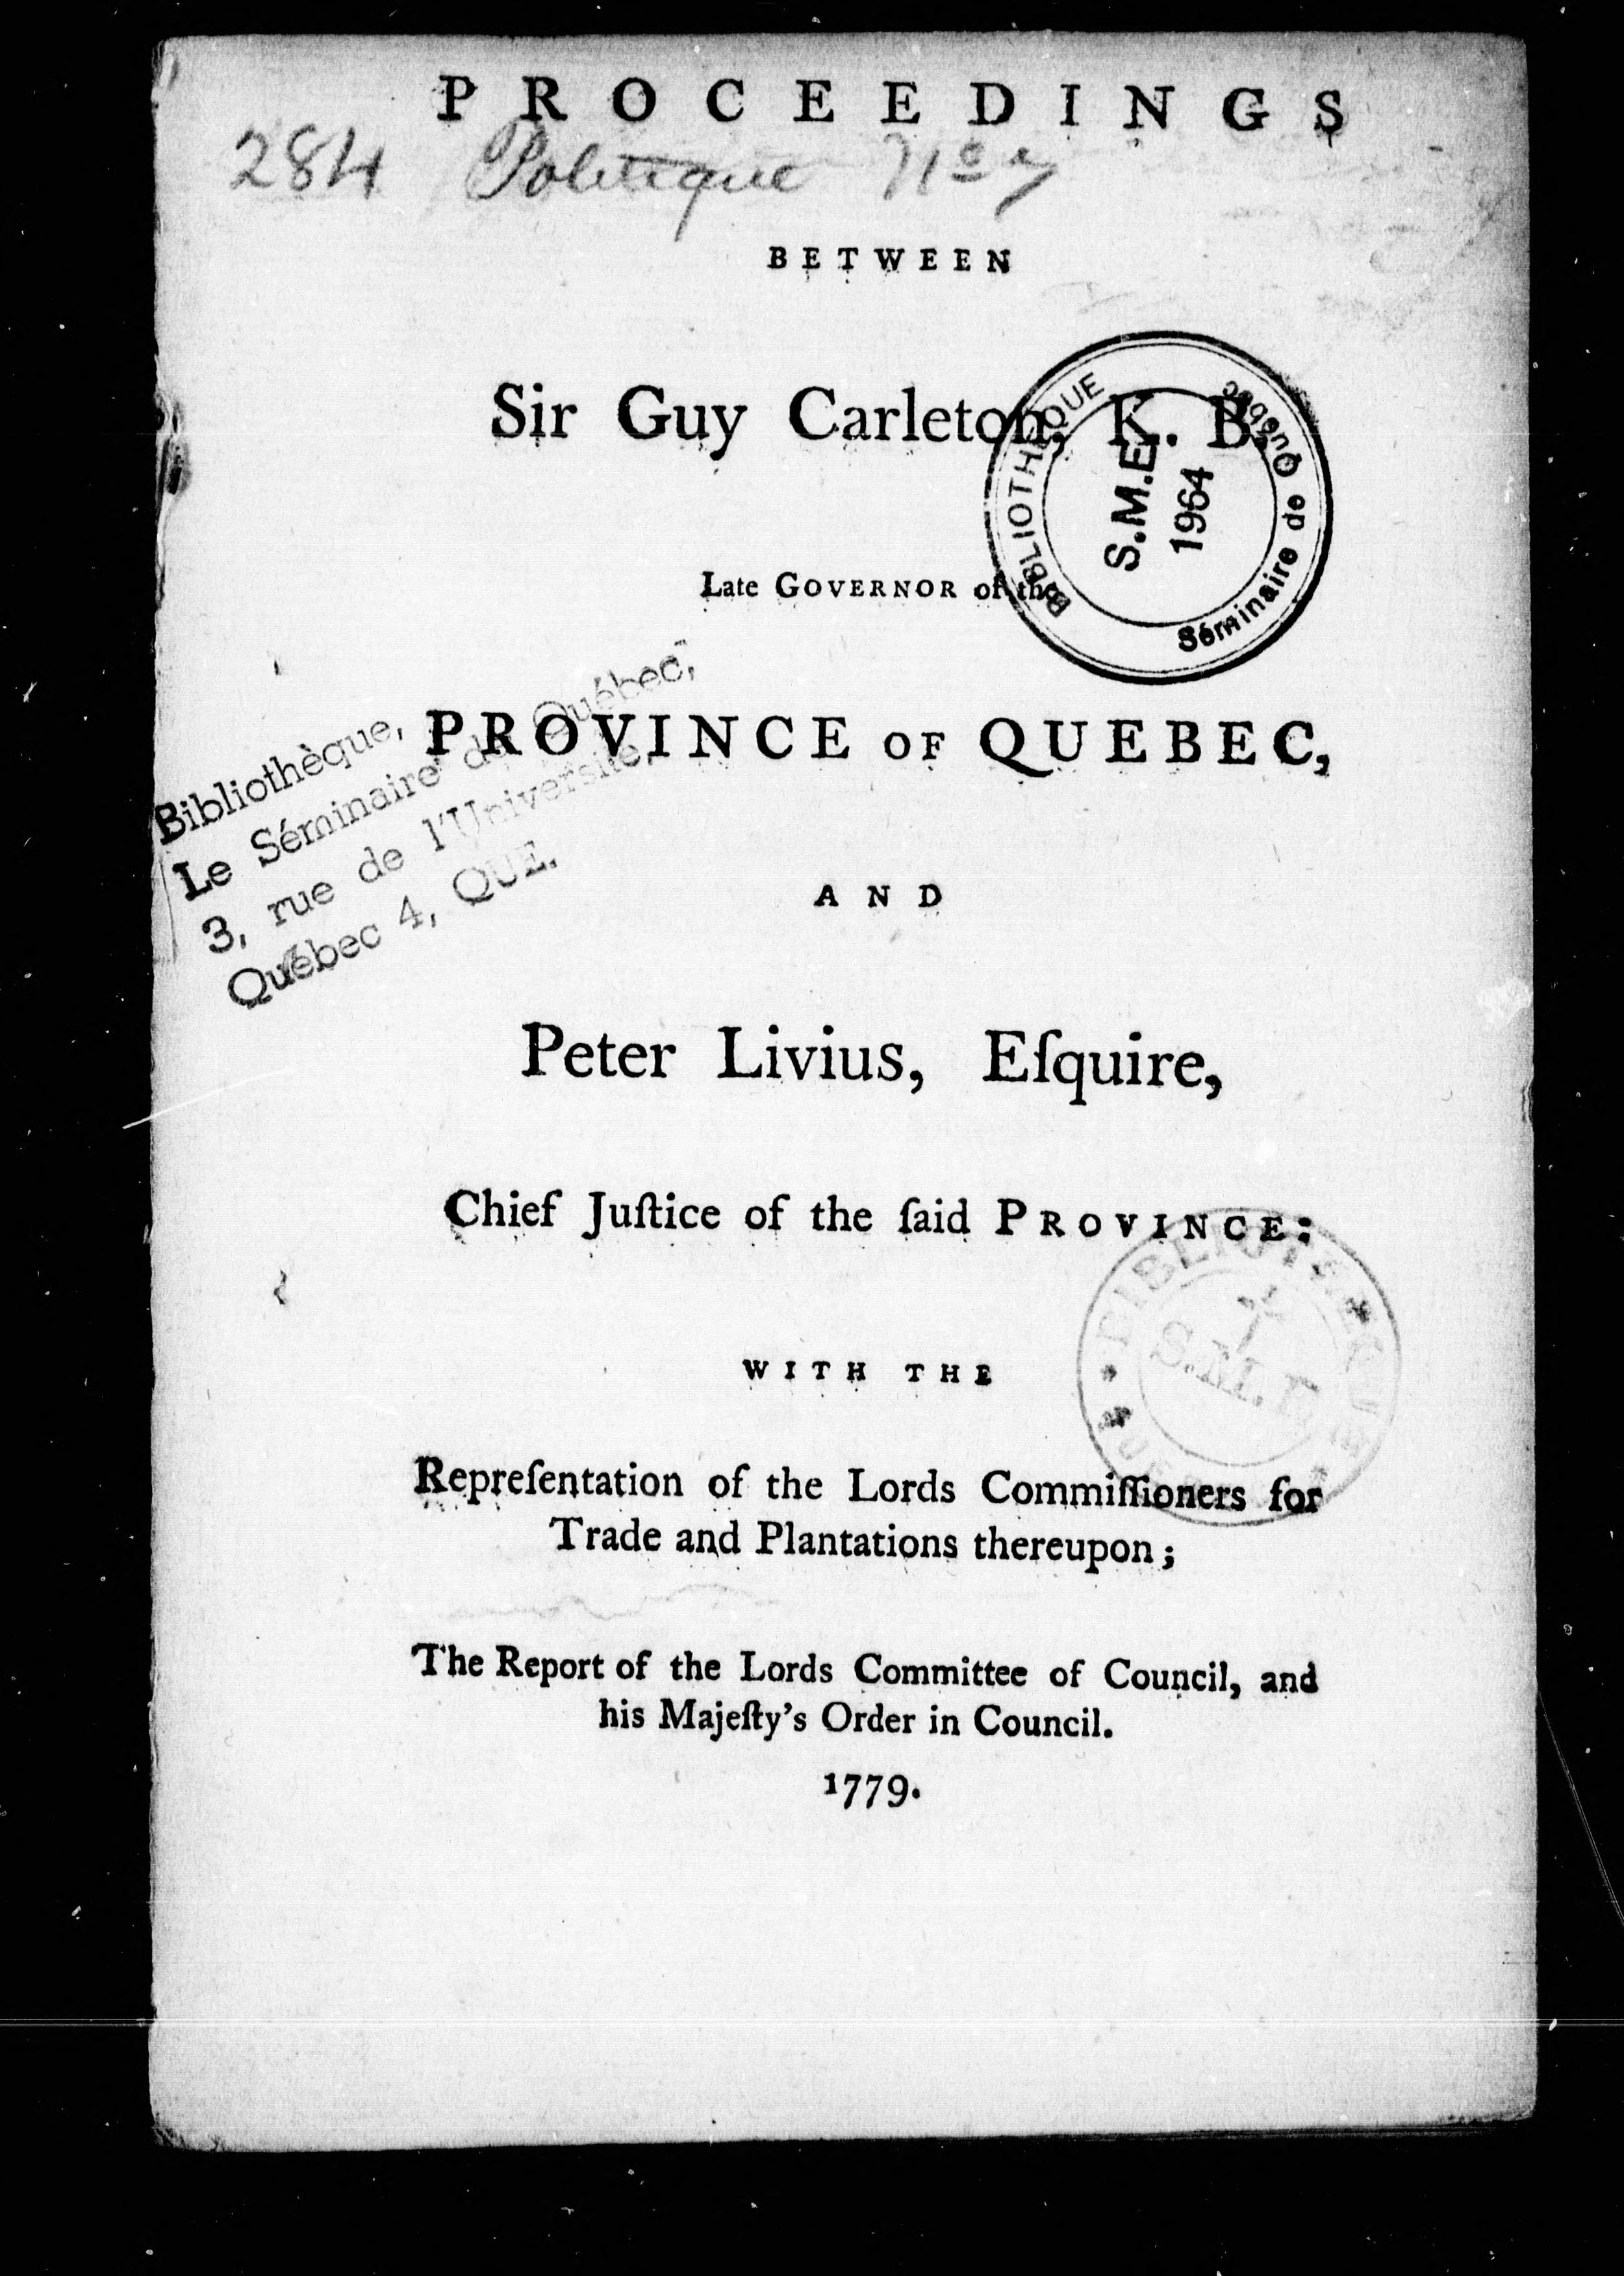 PROCEEDINGS
284 Politique No 7
BETWEEN
Sir Guy Carleton, K. B.
BIBLIOTHÈQUE
S.M.E.
1964
Séminaire de Québec
Late GOVERNOR of the
PROVINCE OF QUEBEC,
Bibliothèque,
Le Séminaire de Québec,
3, rue de l'Université,
Québec 4, QUE.
AND
Peter Livius, Eſquire,
Chief Juſtice of the ſaid PROVINCE:
BIBLIOTHEQUE
S.M.E.
WITH THE
Repreſentation of the Lords Commiſſioners for
Trade and Plantations thereupon;
The Report of the Lords Committee of Council, and
his Majeſty's Order in Council.
1779.